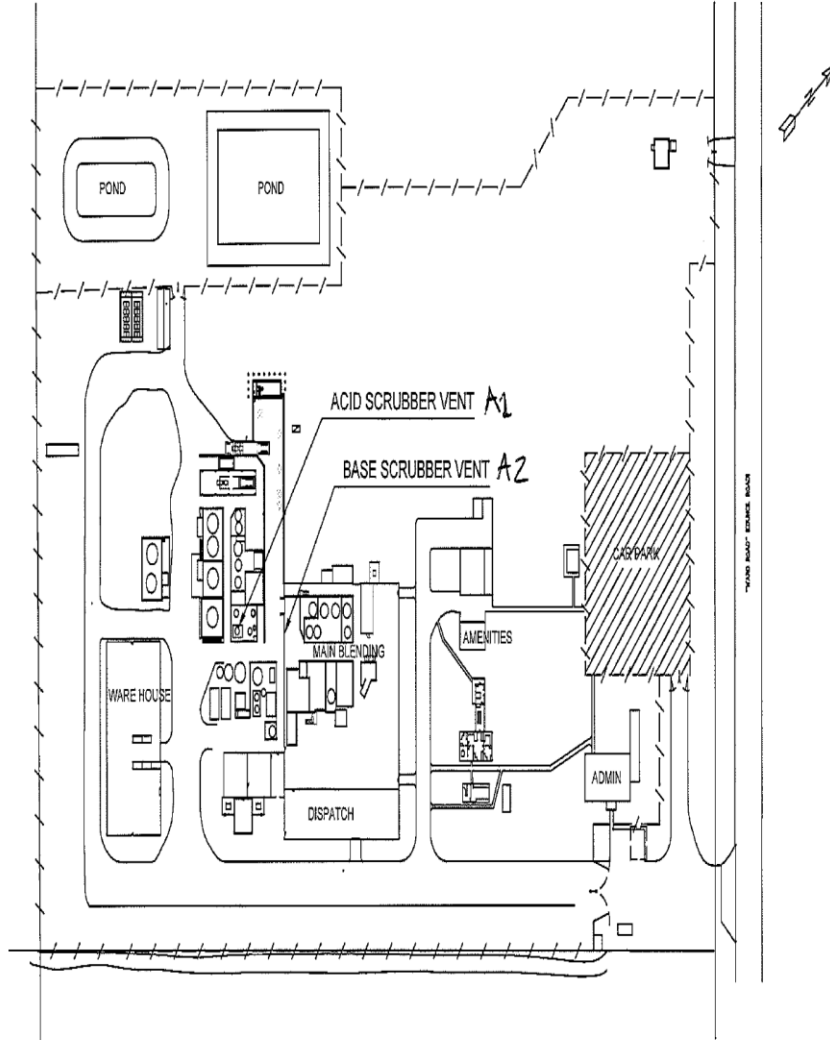 POND
POND
ACID SCRUBBER VENT A1
BASE SCRUBBER VENT A2
CAR PARK
AMENITIES
MAIN BLENDING
WARE HOUSE
ADMIN
DISPATCH